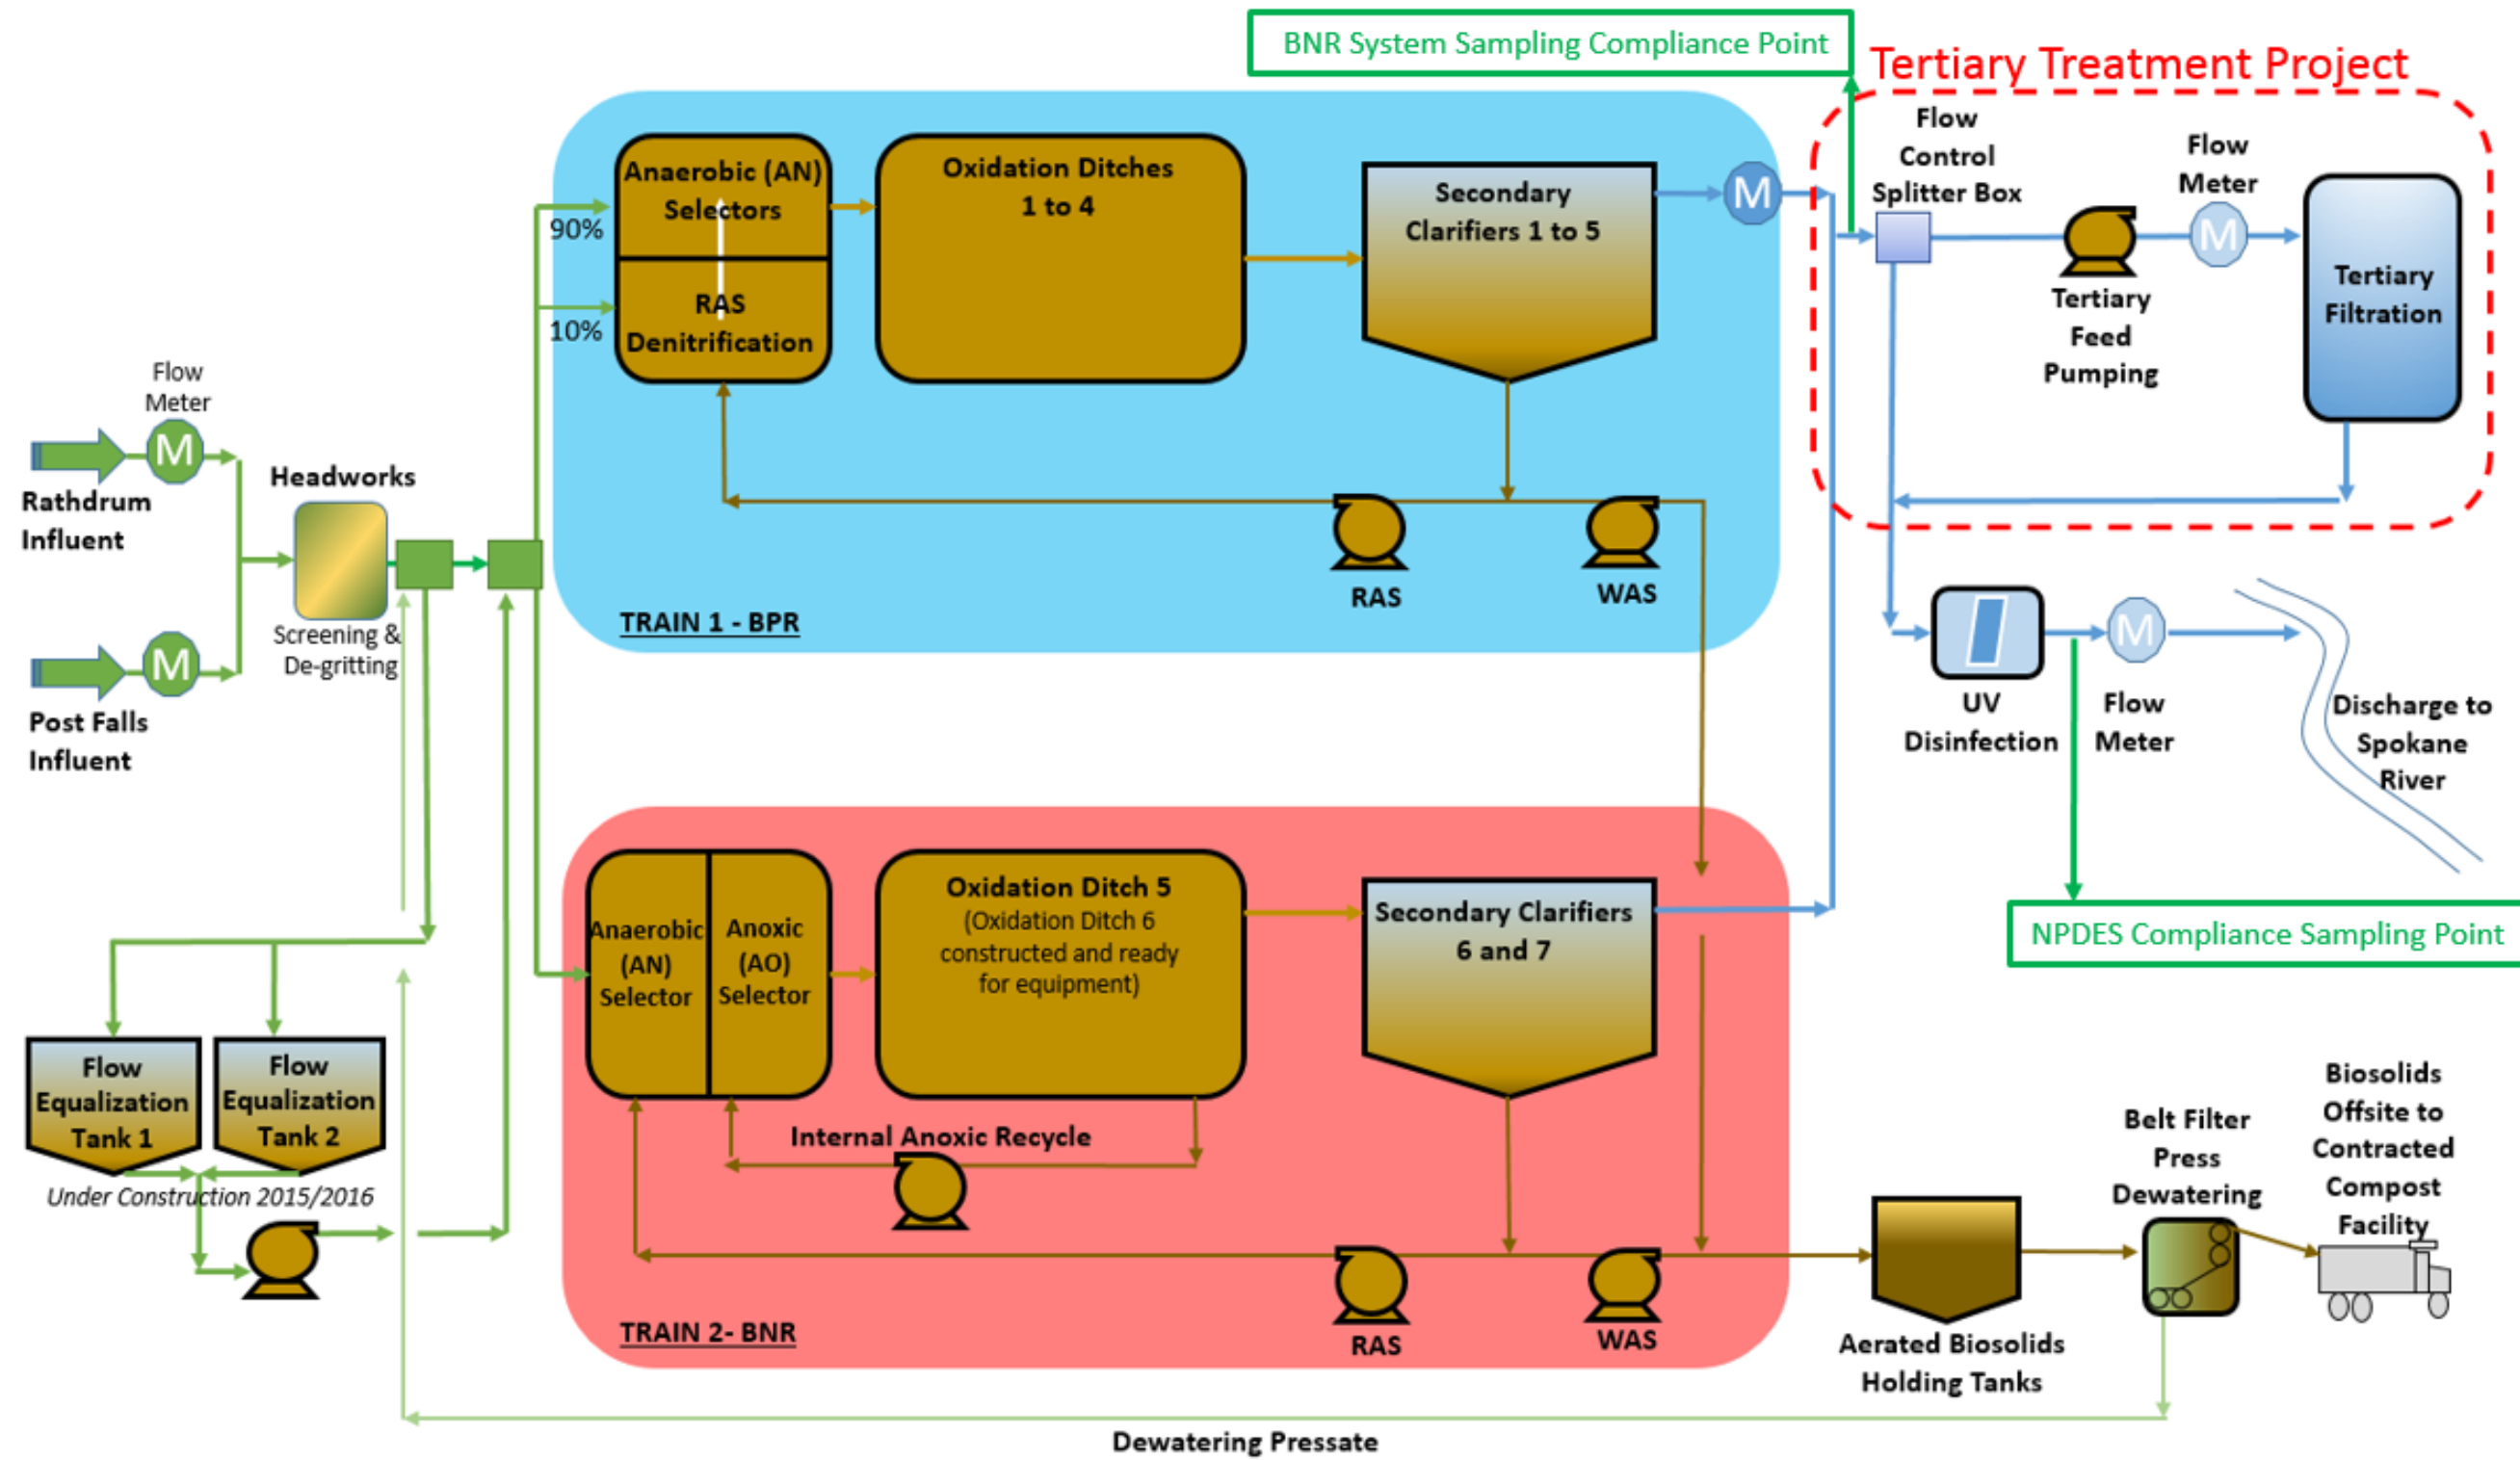 BNR System Sampling Compliance Point
Tertiary Treatment Project
Flow
Control
Splitter Box
Flow
Meter
M
Tertiary
Feed
Pumping
Tertiary
Filtration
Anaerobic (AN)
Selectors
RAS
Denitrification
90%
10%
Oxidation Ditches
1 to 4
Secondary
Clarifiers 1 to 5
M
RAS
WAS
TRAIN 1 - BPR
Flow
Meter
M
Rathdrum
Influent
Headworks
Screening &
De-gritting
M
Post Falls
Influent
UV
Disinfection
M
Flow
Meter
Discharge to
Spokane
River
NPDES Compliance Sampling Point
Anaerobic
(AN)
Selector
Anoxic
(AO)
Selector
Oxidation Ditch 5
(Oxidation Ditch 6
constructed and ready
for equipment)
Secondary Clarifiers
6 and 7
Internal Anoxic Recycle
RAS
WAS
TRAIN 2- BNR
Flow
Equalization
Tank 1
Flow
Equalization
Tank 2
Under Construction 2015/2016
Aerated Biosolids
Holding Tanks
Belt Filter
Press
Dewatering
Biosolids
Offsite to
Contracted
Compost
Facility
Dewatering Pressate